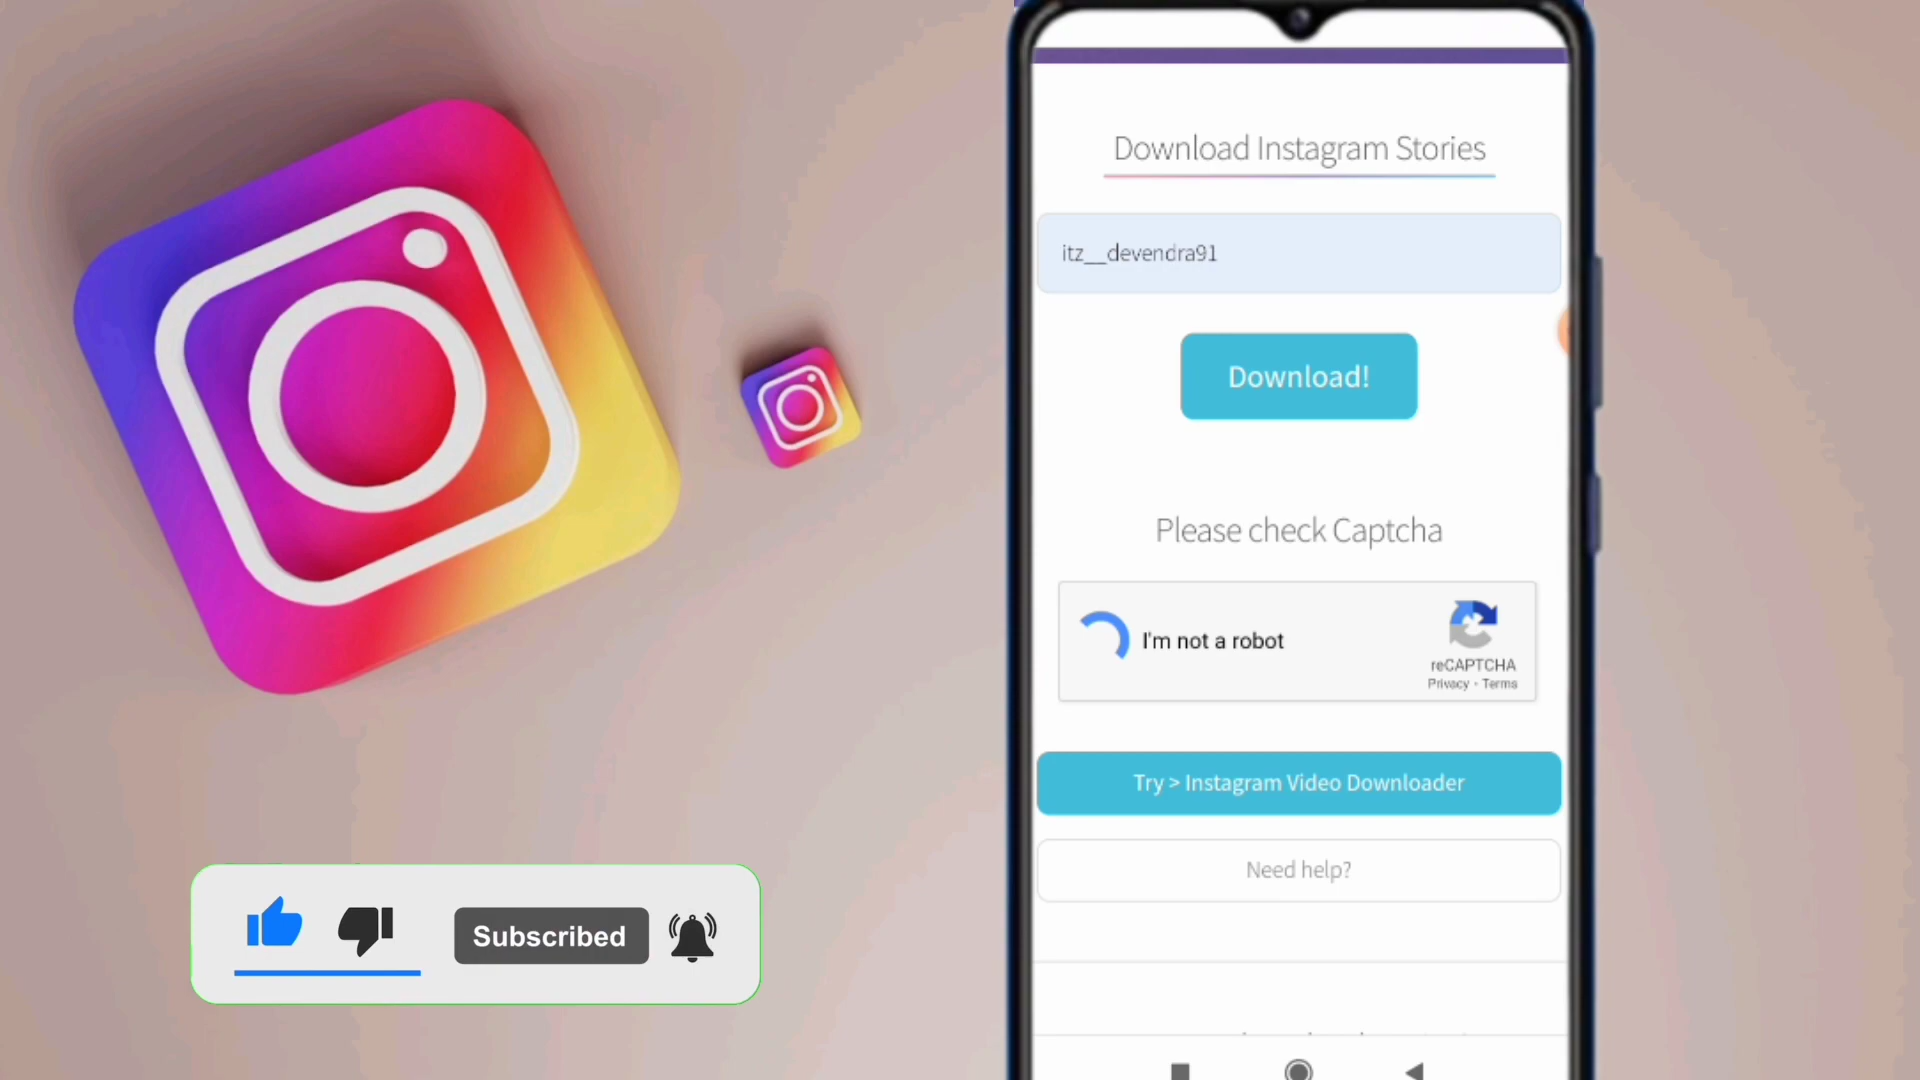 Download Instagram Stories
itz__devendra91
Download!
Please check Captcha
I'm not a robot
reCAPTCHA
Privacy - Terms
Try > Instagram Video Downloader
Need help?
Subscribed